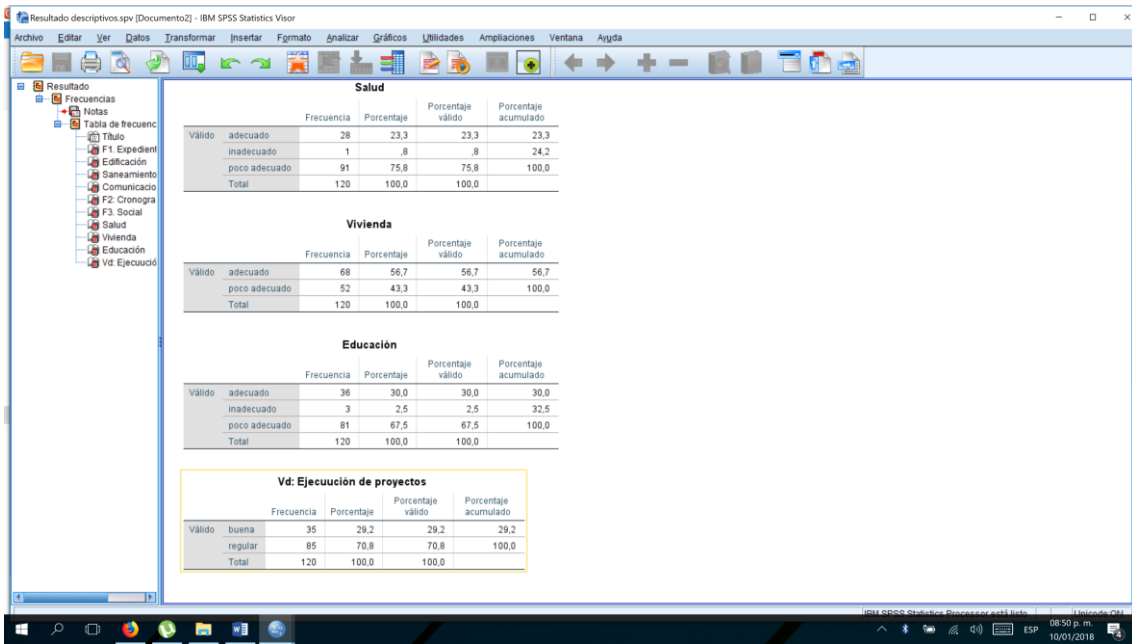 Resultado descriptivos.spv [Documento2] - IBM SPSS Statistics Visor
Archivo Editar Ver Datos Transformar Insertar Formato Analizar Gráficos Utilidades Ampliaciones Ventana Ayuda
Resultado
Frecuencias
Notas
Tabla de frecuenc
Título
F1. Expedient
Edificación
Saneamiento
Comunicacio
F2: Cronogra
F3. Social
Salud
Vivienda
Educación
Vd: Ejecuució
Salud
Frecuencia Porcentaje Porcentaje válido Porcentaje acumulado
Válido adecuado 28 23,3 23,3 23,3
inadecuado 1 ,8 ,8 24,2
poco adecuado 91 75,8 75,8 100,0
Total 120 100,0 100,0
Vivienda
Frecuencia Porcentaje Porcentaje válido Porcentaje acumulado
Válido adecuado 68 56,7 56,7 56,7
poco adecuado 52 43,3 43,3 100,0
Total 120 100,0 100,0
Educación
Frecuencia Porcentaje Porcentaje válido Porcentaje acumulado
Válido adecuado 36 30,0 30,0 30,0
inadecuado 3 2,5 2,5 32,5
poco adecuado 81 67,5 67,5 100,0
Total 120 100,0 100,0
Vd: Ejecuución de proyectos
Frecuencia Porcentaje Porcentaje válido Porcentaje acumulado
Válido buena 35 29,2 29,2 29,2
regular 85 70,8 70,8 100,0
Total 120 100,0 100,0
IBM SPSS Statistics Processor está listo Unicode:ON
ESP
08:50 p. m.
10/01/2018